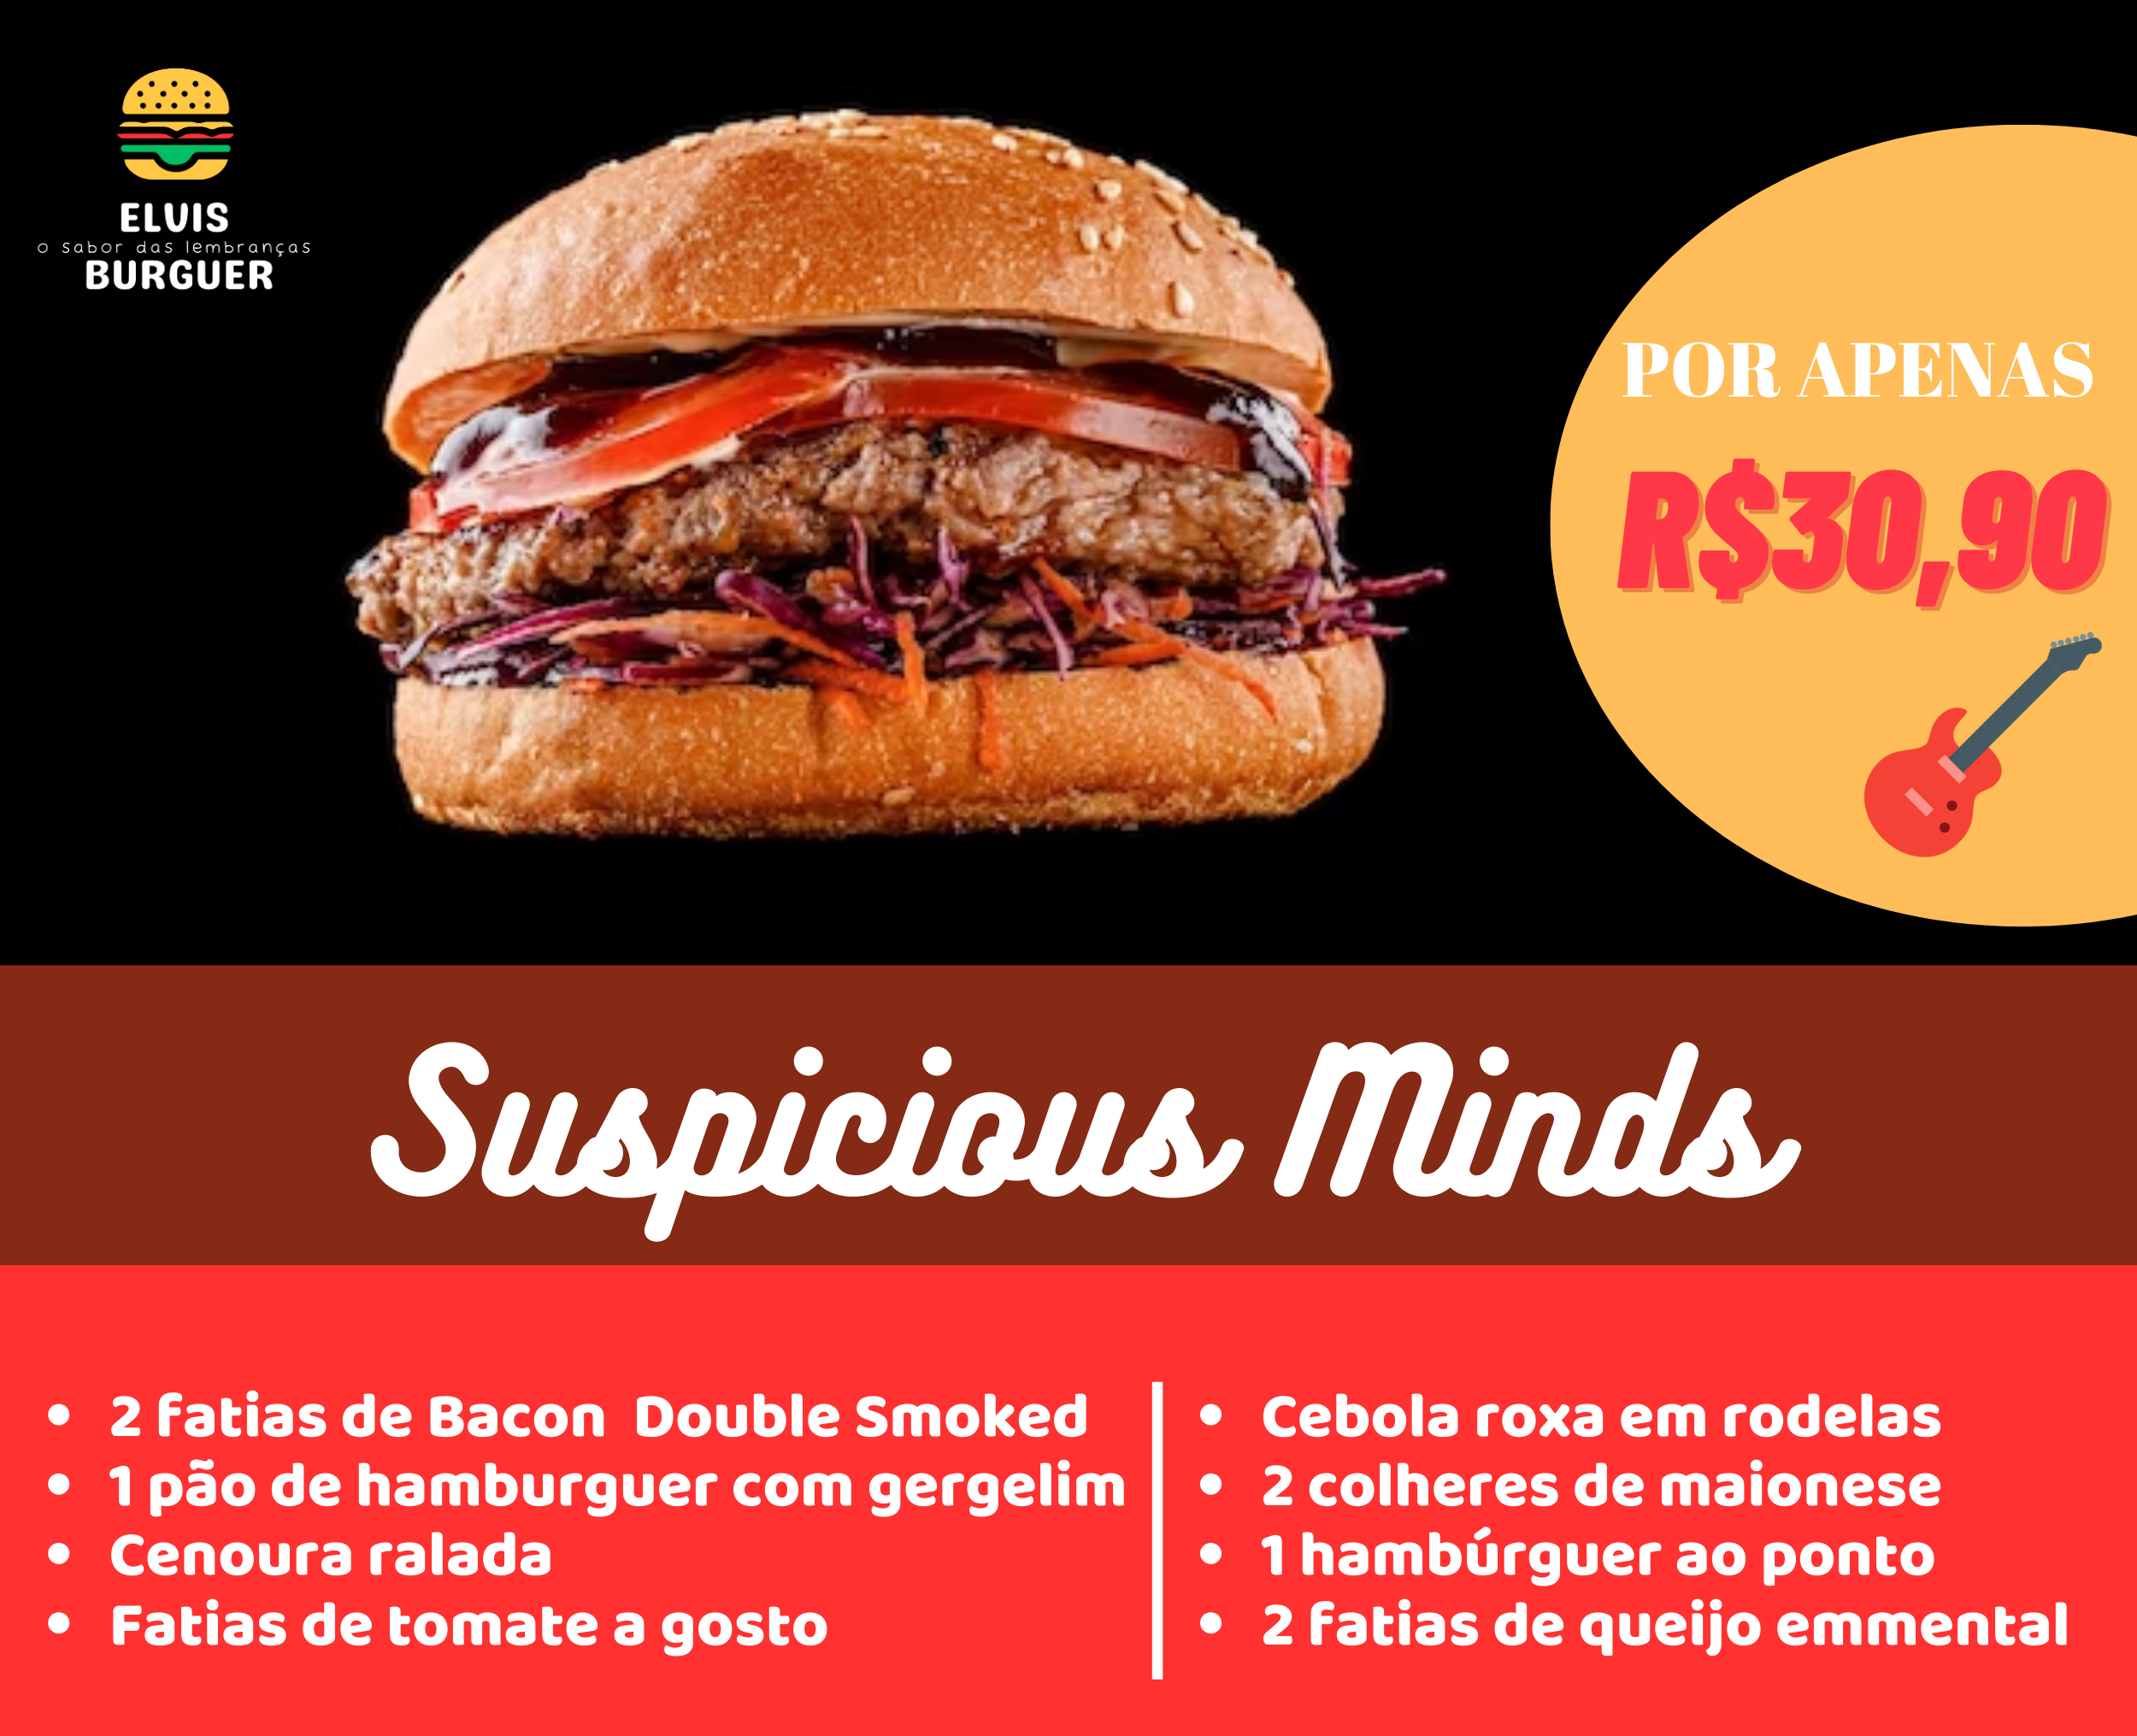 ELVIS
o sabor das lembranças
BURGUER
POR APENAS
R$30,90
Suspicious Minds
• 2 fatias de Bacon  Double Smoked
• 1 pão de hamburguer com gergelim
• Cenoura ralada
• Fatias de tomate a gosto
• Cebola roxa em rodelas
• 2 colheres de maionese
• 1 hambúrguer ao ponto
• 2 fatias de queijo emmental